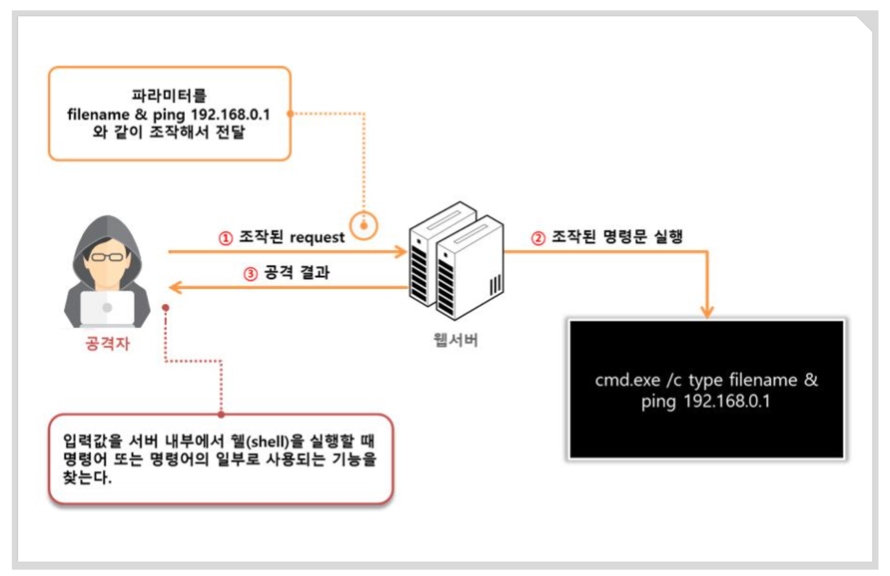 파라미터를
filename & ping 192.168.0.1
와 같이 조작해서 전달
① 조작된 request
② 조작된 명령문 실행
③ 공격 결과
공격자
웹서버
cmd.exe /c type filename &
ping 192.168.0.1
입력값을 서버 내부에서 웰(shell)을 실행할 때
명령어 또는 명령어의 일부로 사용되는 기능을
찾는다.